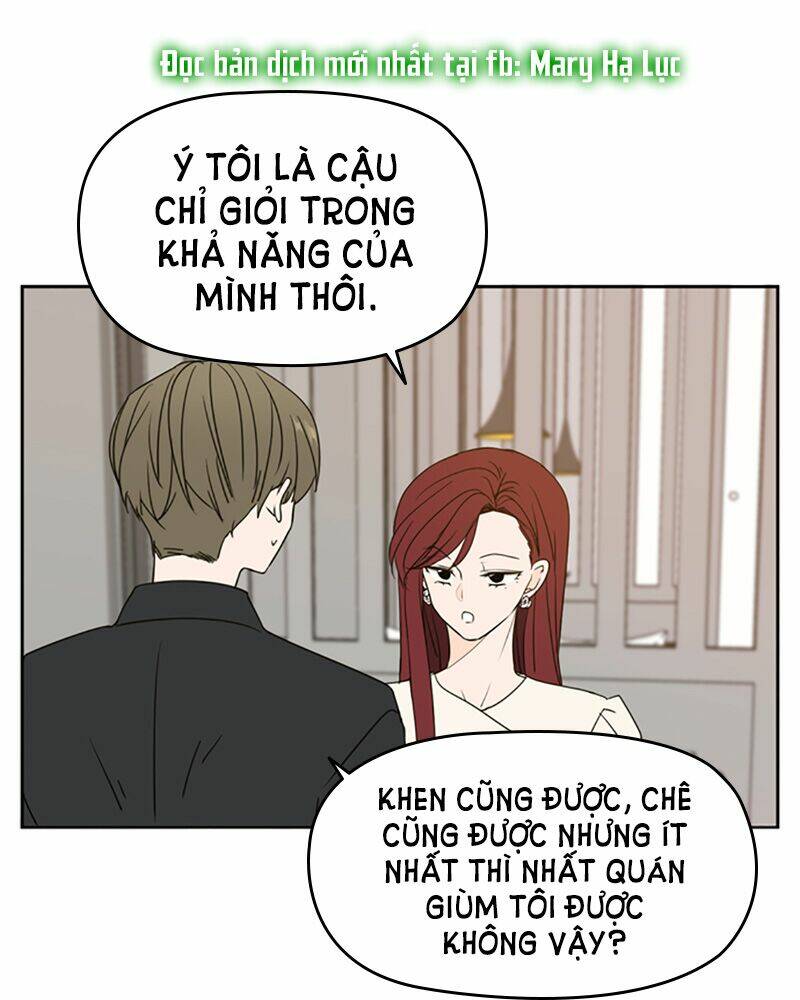 Đọc bản dịch mới nhất tại fb: Mary Hạ Lục
Ý TÔI LÀ CẬU
CHỈ GIỎI TRONG
KHẢ NĂNG CỦA
MÌNH THÔI.
KHEN CŨNG ĐƯỢC, CHÊ
CŨNG ĐƯỢC NHƯNG ÍT
NHẤT THÌ NHẤT QUÁN
GIÙM TÔI ĐƯỢC
KHÔNG VẬY?